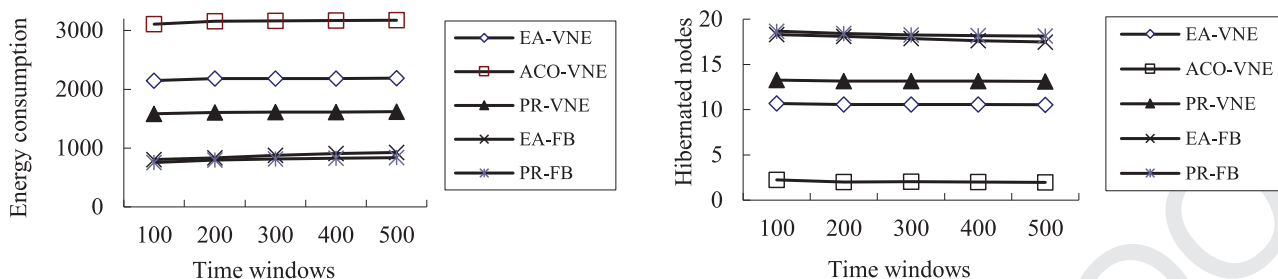 Energy consumption
3000
2000
1000
0
100 200 300 400 500
Time windows
EA-VNE
ACO-VNE
PR-VNE
EA-FB
PR-FB
Hibernated nodes
20
15
10
5
0
100 200 300 400 500
Time windows
EA-VNE
ACO-VNE
PR-VNE
EA-FB
PR-FB